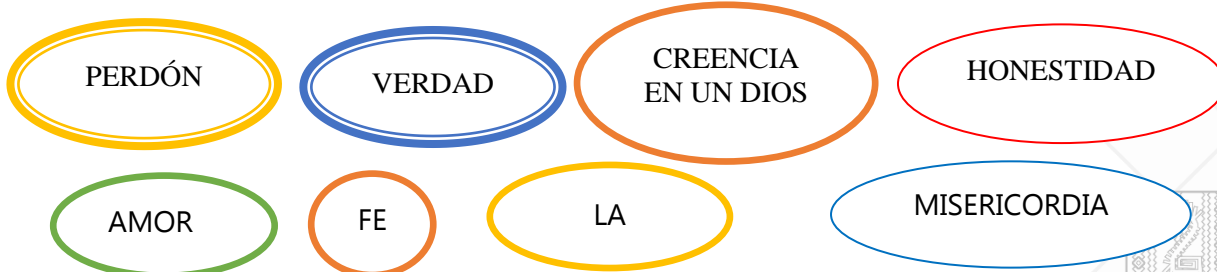 PERDÓN
VERDAD
CREENCIA
EN UN DIOS
HONESTIDAD
AMOR
FE
LA
MISERICORDIA